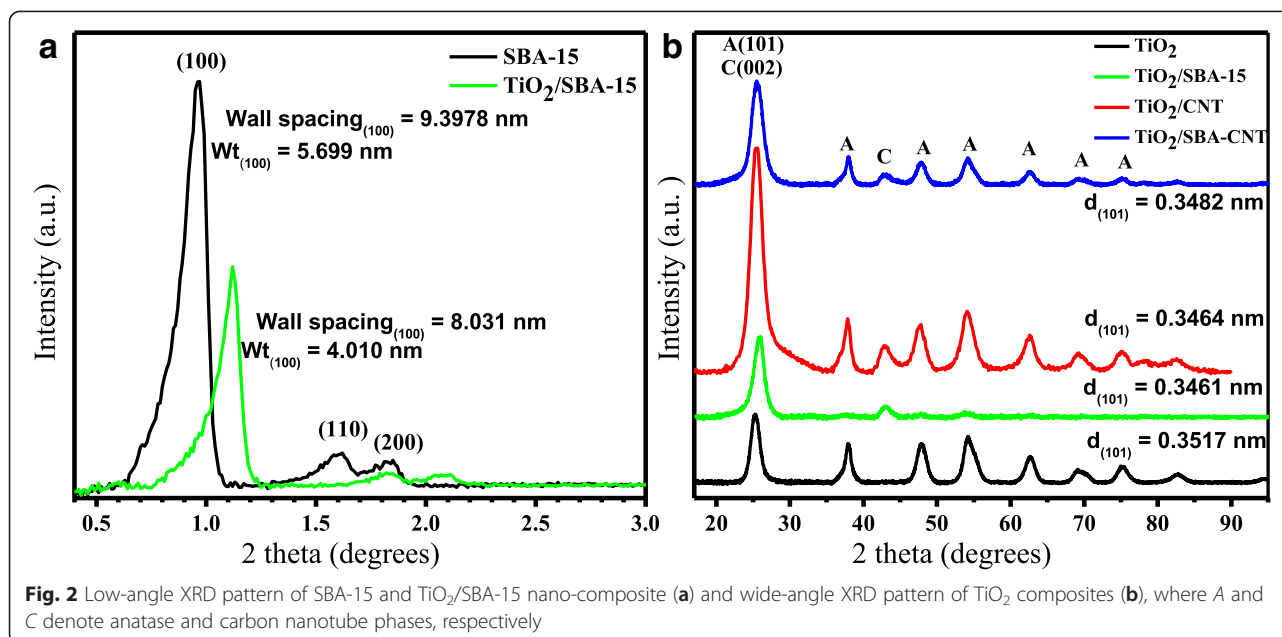 a
(100)
SBA-15
TiO₂/SBA-15
Wall spacing₍₁₀₀₎ = 9.3978 nm
Wt₍₁₀₀₎ = 5.699 nm
Wall spacing₍₁₀₀₎ = 8.031 nm
Wt₍₁₀₀₎ = 4.010 nm
(110)
(200)
Intensity (a.u.)
0.5 1.0 1.5 2.0 2.5 3.0
2 theta (degrees)
b
A(101)
C(002)
TiO₂
TiO₂/SBA-15
TiO₂/CNT
TiO₂/SBA-CNT
A C A A A A A
d₍₁₀₁₎ = 0.3482 nm
d₍₁₀₁₎ = 0.3464 nm
d₍₁₀₁₎ = 0.3461 nm
d₍₁₀₁₎ = 0.3517 nm
Intensity (a.u.)
20 30 40 50 60 70 80 90
2 theta (degrees)
Fig. 2 Low-angle XRD pattern of SBA-15 and TiO₂/SBA-15 nano-composite (a) and wide-angle XRD pattern of TiO₂ composites (b), where A and
C denote anatase and carbon nanotube phases, respectively